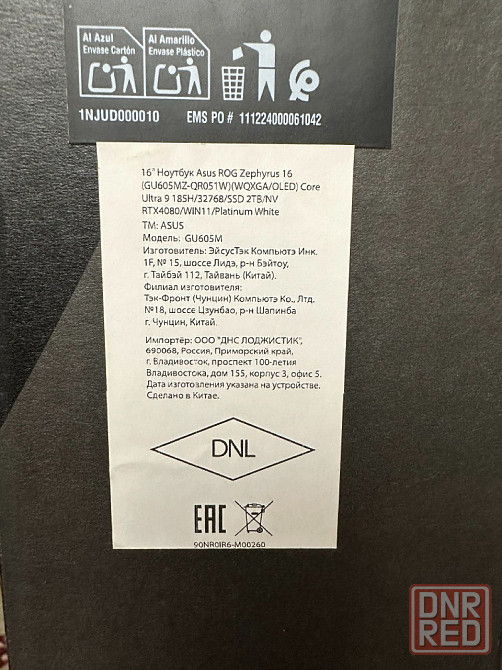 Al Azul
Envase Cartón
Al Amarillo
Envase Plástico
1NJUD000010 EMS PO # 111224000061042
16" Ноутбук Asus ROG Zephyrus 16
(GU605MZ-QR051W)(WQXGA/OLED) Core
Ultra 9 185H/32768/SSD 2TB/NV
RTX4080/WIN11/Platinum White
TM: ASUS
Модель: GU605M
Изготовитель: ЭйсусТэк Компьютэ Инк.
1F, № 15, шоссе Лидэ, р-н Бэйтоу,
г. Тайбэй 112, Тайвань (Китай).
Филиал изготовителя:
Тэк-Фронт (Чунцин) Компьютэ Ко., Лтд.
№18, шоссе Цзунбао, р-н Шапинба
г. Чунцин, Китай.
Импортёр: ООО "ДНС ЛОДЖИСТИК",
690068, Россия, Приморский край,
г. Владивосток, проспект 100-летия
Владивостока, дом 155, корпус 3, офис 5.
Дата изготовления указана на устройстве.
Сделано в Китае.
DNL
EAC
90NR0IR6-M00260
DNR
RED